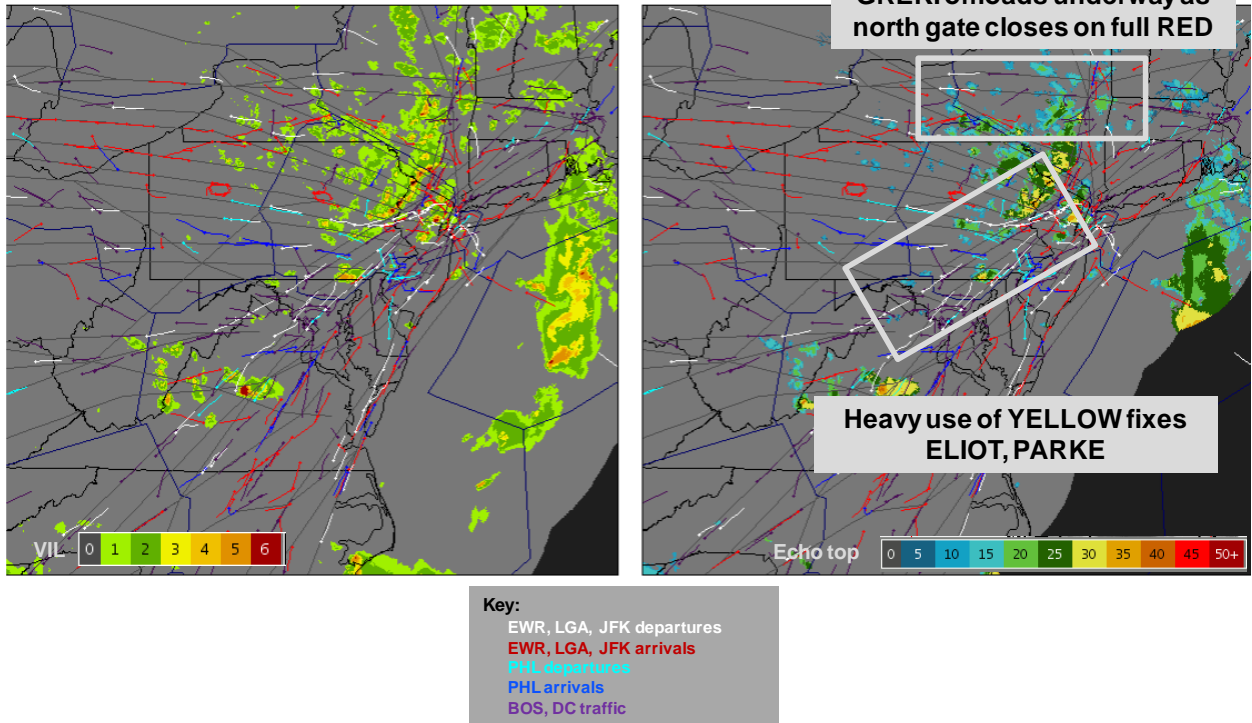 north gate closes on full RED
Heavy use of YELLOW fixes
ELIOT, PARKE
VIL 0 1 2 3 4 5 6
Echo top 0 5 10 15 20 25 30 35 40 45 50+
Key:
EWR, LGA, JFK departures
EWR, LGA, JFK arrivals
PHL departures
PHL arrivals
BOS, DC traffic